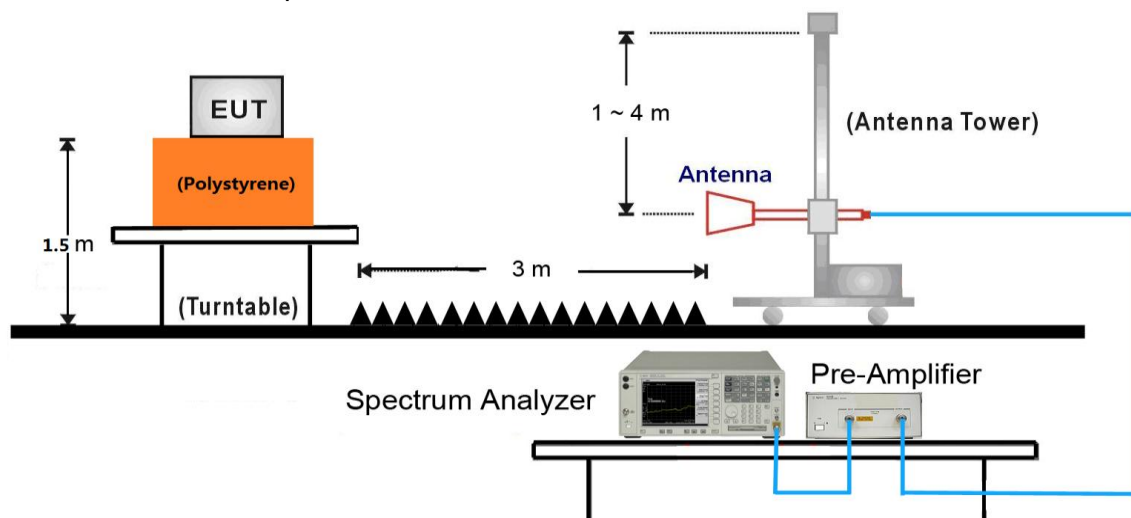 EUT
(Polystyrene)
1.5 m
(Turntable)
3 m
1 ~ 4 m
(Antenna Tower)
Antenna
Spectrum Analyzer
Pre-Amplifier